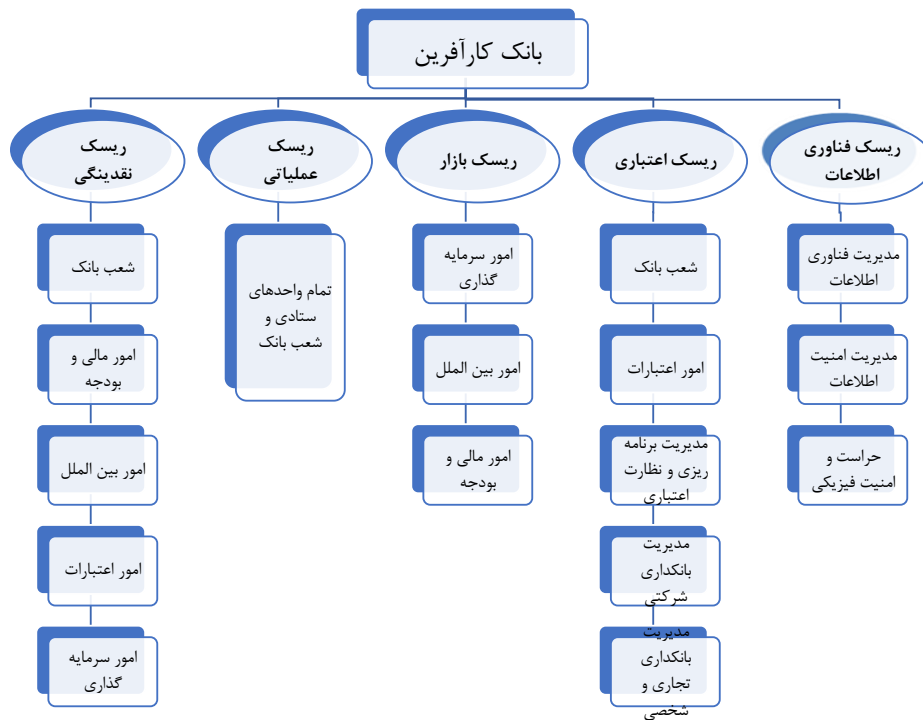 بانک کارآفرین
ریسک فناوری
اطلاعات
مدیریت فناوری
اطلاعات
مدیریت امنیت
اطلاعات
حراست و
امنیت فیزیکی
ریسک اعتباری
شعب بانک
امور اعتبارات
مدیریت برنامه
ریزی و نظارت
اعتباری
مدیریت
بانکداری
شرکتی
مدیریت
بانکداری
تجاری و
شخصی
ریسک بازار
امور سرمایه
گذاری
امور بین الملل
امور مالی و
بودجه
ریسک
عملیاتی
تمام واحدهای
ستادی و
شعب بانک
ریسک
نقدینگی
شعب بانک
امور مالی و
بودجه
امور بین الملل
امور اعتبارات
امور سرمایه
گذاری